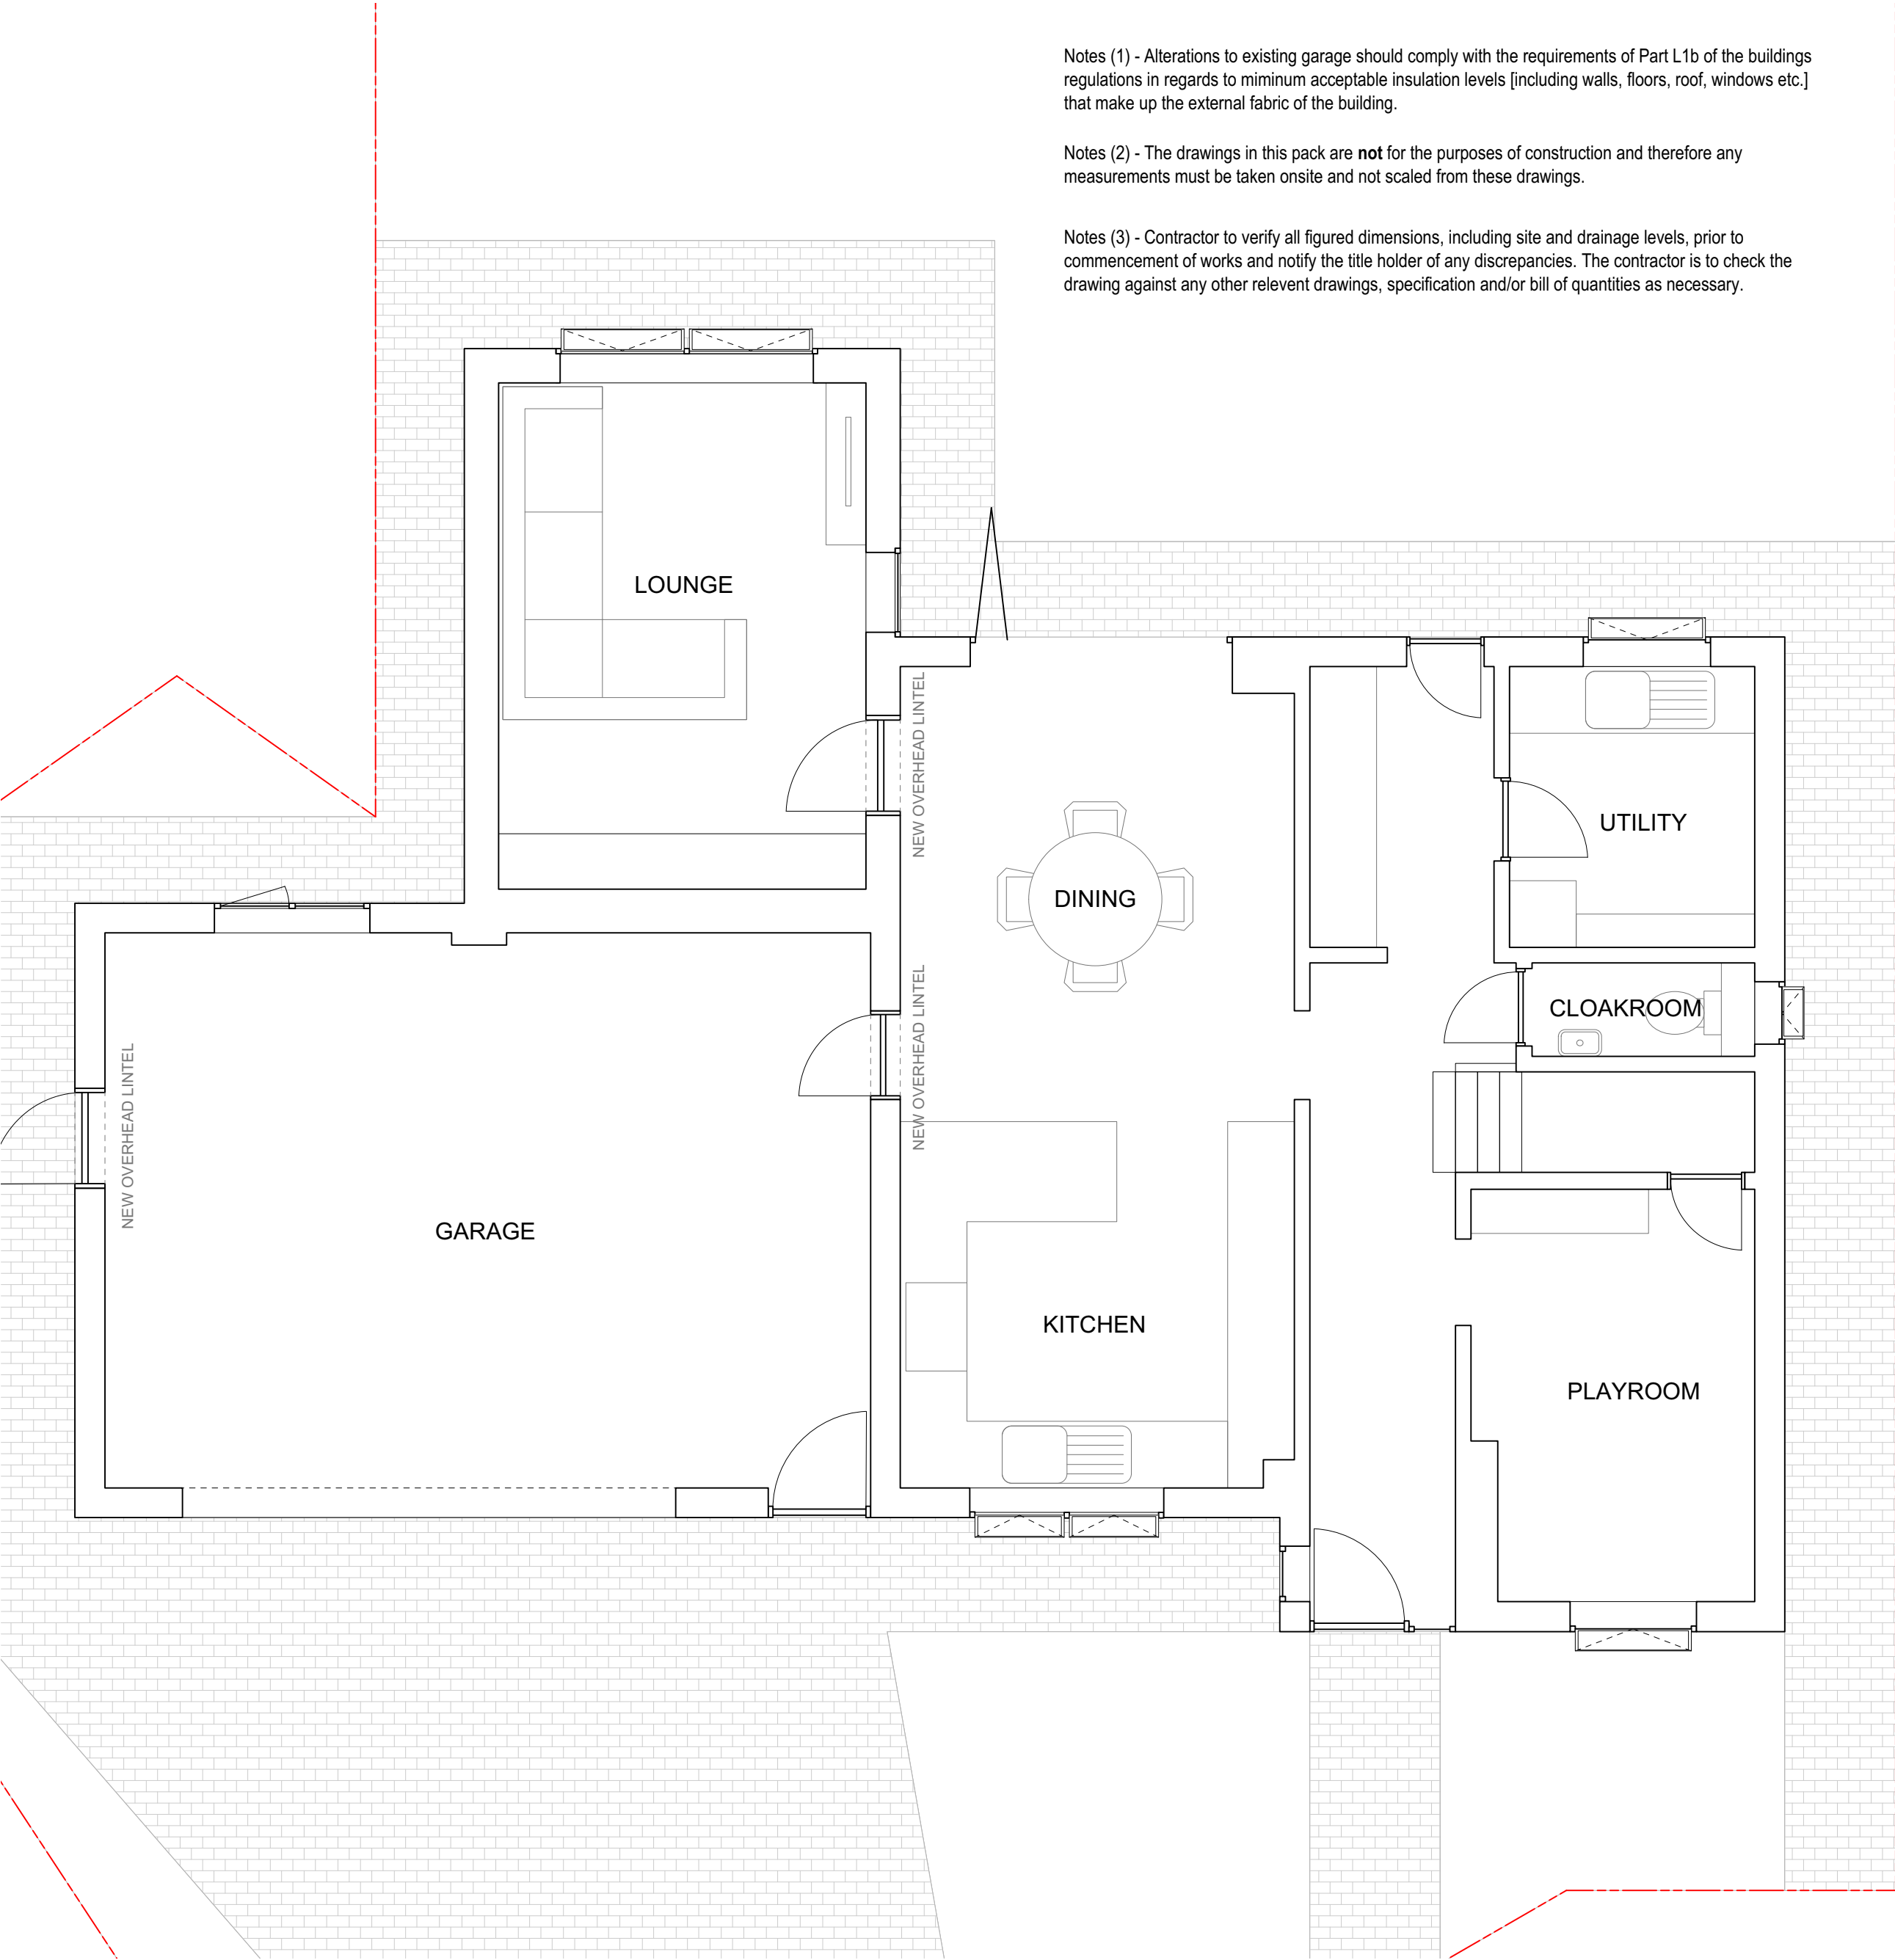 Notes (1) - Alterations to existing garage should comply with the requirements of Part L1b of the buildings
regulations in regards to miminum acceptable insulation levels [including walls, floors, roof, windows etc.]
that make up the external fabric of the building.
Notes (2) - The drawings in this pack are not for the purposes of construction and therefore any
measurements must be taken onsite and not scaled from these drawings.
Notes (3) - Contractor to verify all figured dimensions, including site and drainage levels, prior to
commencement of works and notify the title holder of any discrepancies. The contractor is to check the
drawing against any other relevent drawings, specification and/or bill of quantities as necessary.
LOUNGE
NEW OVERHEAD LINTEL
UTILITY
DINING
CLOAKROOM
NEW OVERHEAD LINTEL
NEW OVERHEAD LINTEL
GARAGE
KITCHEN
PLAYROOM